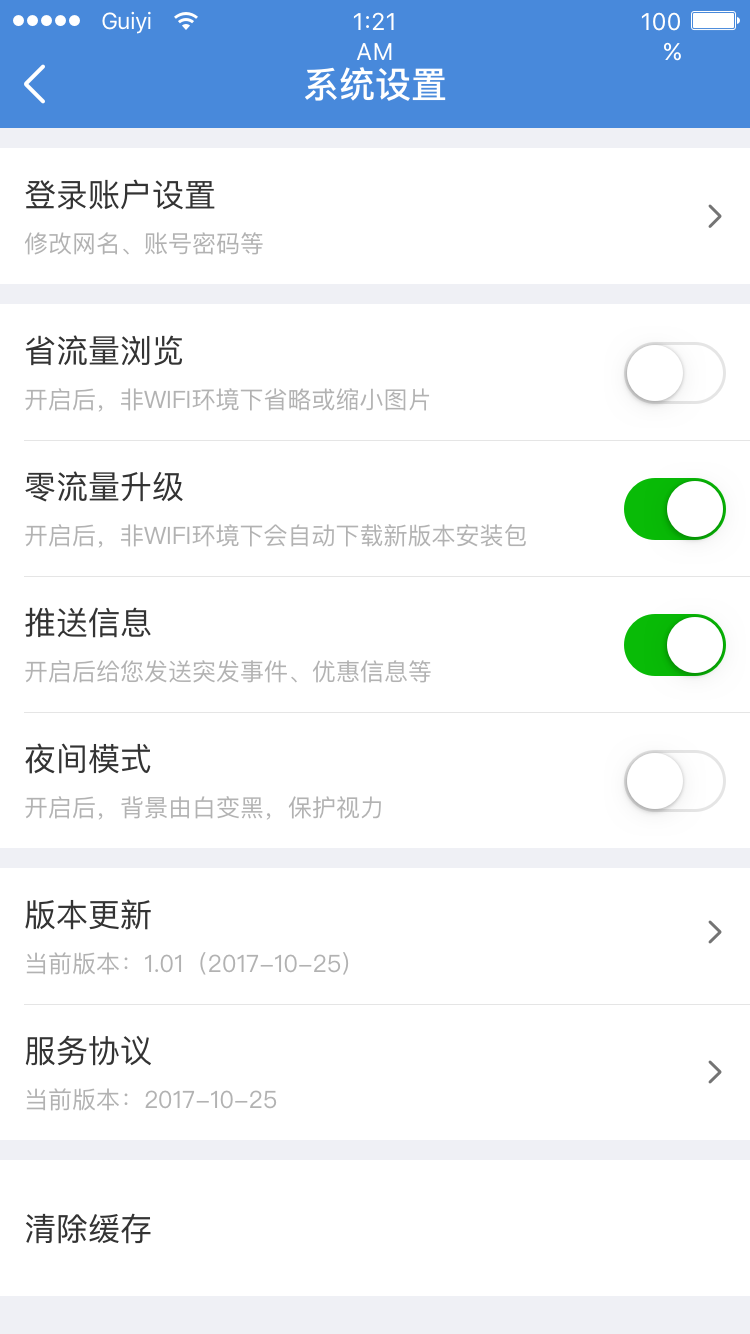 Guiyi 1:21 AM 100 %
系统设置
登录账户设置
修改网名、账号密码等
省流量浏览
开启后，非WIFI环境下省略或缩小图片
零流量升级
开启后，非WIFI环境下会自动下载新版本安装包
推送信息
开启后给您发送突发事件、优惠信息等
夜间模式
开启后，背景由白变黑，保护视力
版本更新
当前版本：1.01（2017-10-25）
服务协议
当前版本：2017-10-25
清除缓存